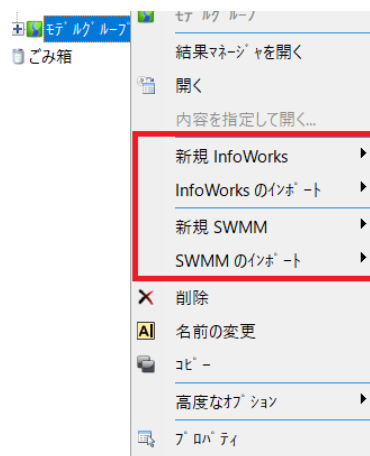 ﾓﾃﾞﾙｸﾞﾙｰﾌﾟ
ﾓﾃﾞﾙ ｸﾞﾙｰﾌﾟ
ごみ箱
結果ﾏﾈｰｼﾞｬを開く
開く
内容を指定して開く...
新規 InfoWorks
InfoWorks のｲﾝﾎﾟｰﾄ
新規 SWMM
SWMM のｲﾝﾎﾟｰﾄ
削除
名前の変更
ｺﾋﾟｰ
高度なｵﾌﾟｼｮﾝ
ﾌﾟﾛﾊﾟﾃｨ